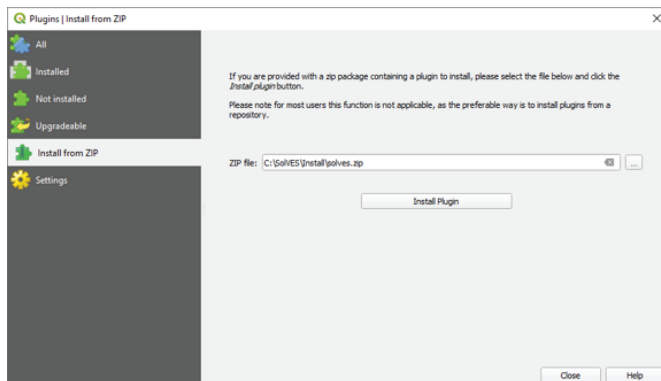 Plugins | Install from ZIP
All
Installed
Not installed
Upgradeable
Install from ZIP
Settings
If you are provided with a zip package containing a plugin to install, please select the file below and click the
Install plugin button.
Please note for most users this function is not applicable, as the preferable way is to install plugins from a
repository.
ZIP file: C:\SolVES\Install\solves.zip
...
Install Plugin
Close Help